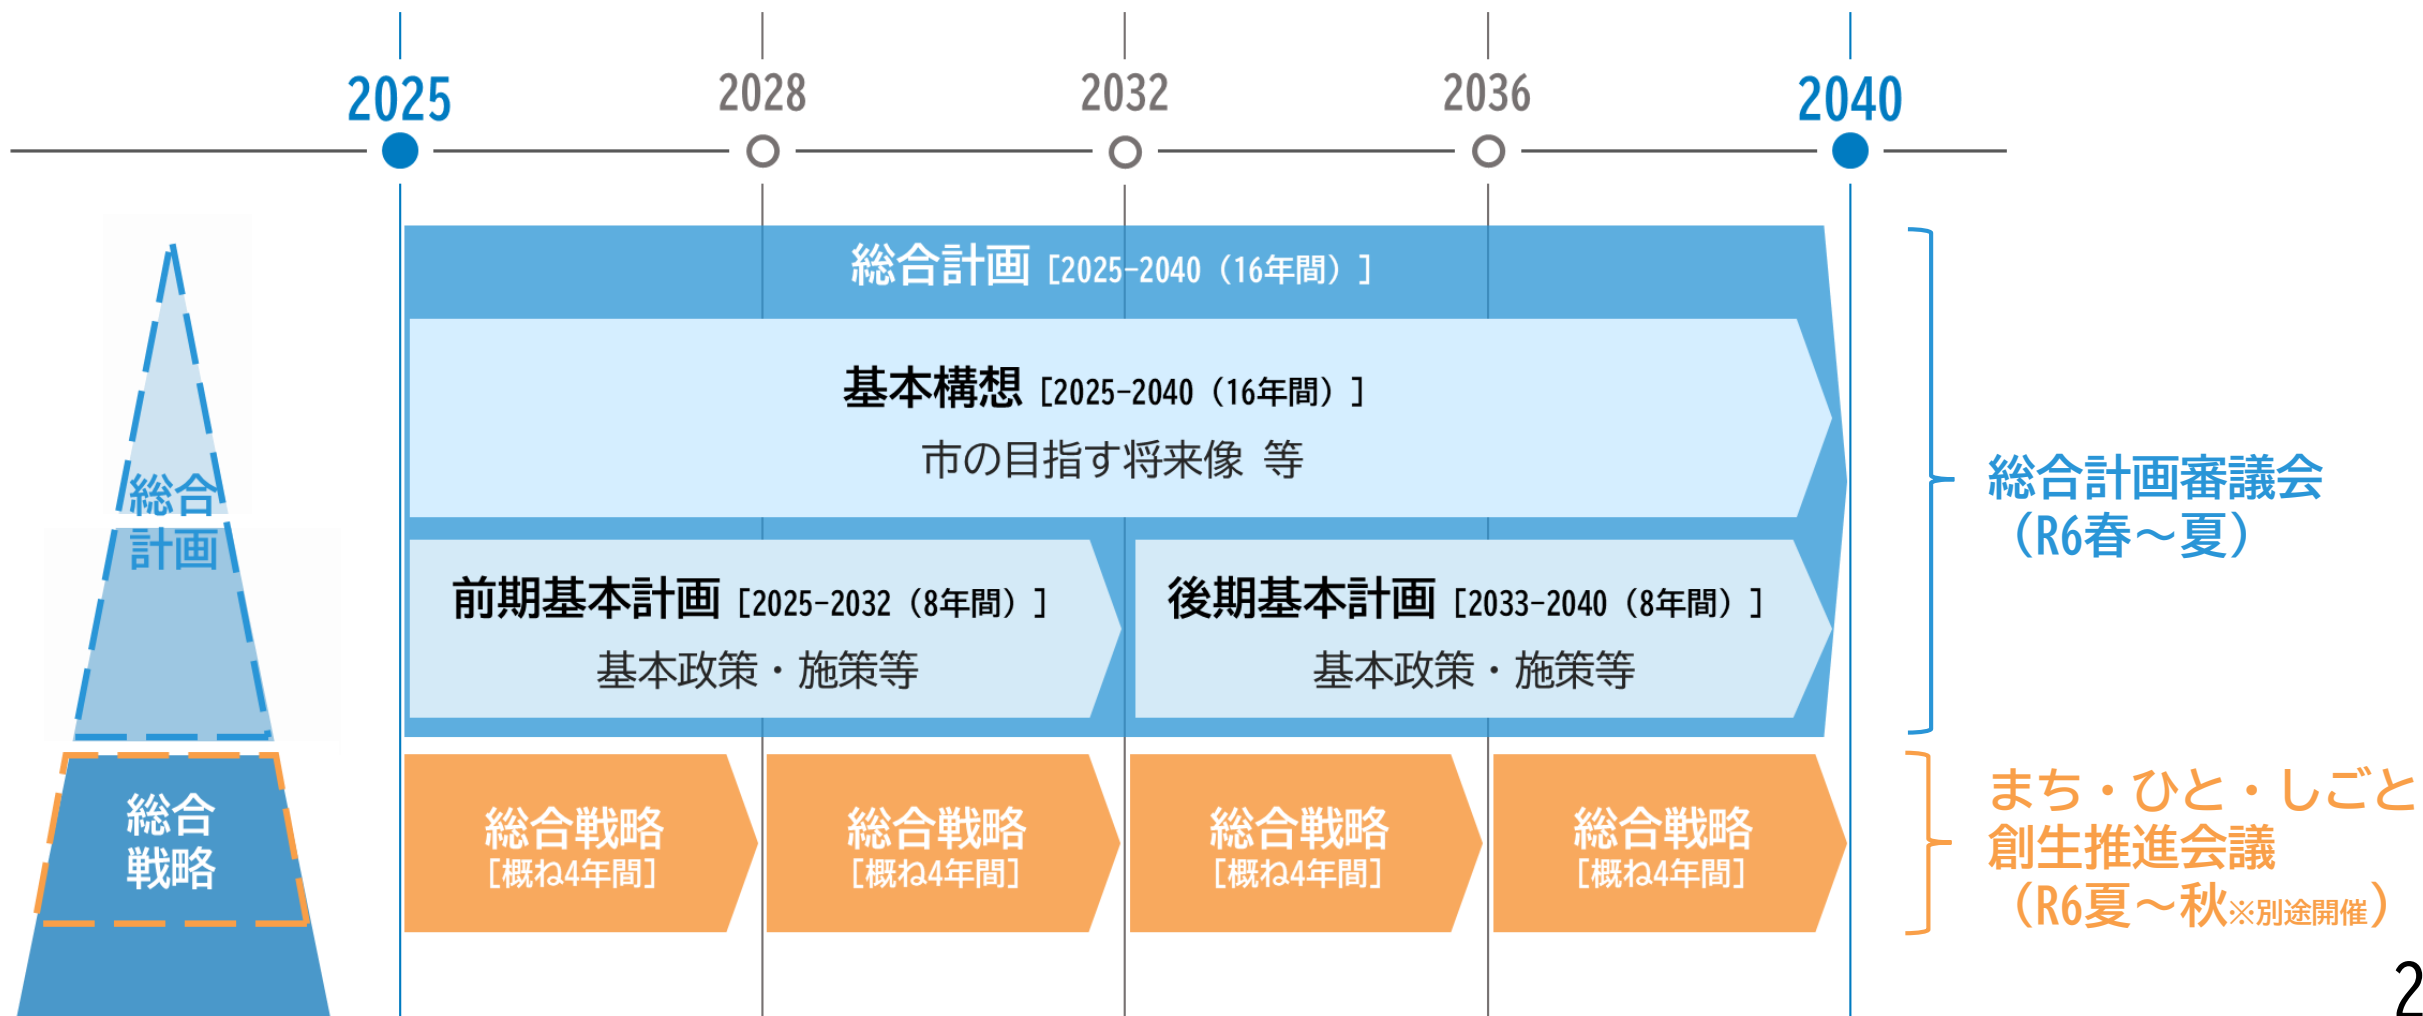 2025
2028
2032
2036
2040
総合計画 [2025-2040（16年間）]
基本構想 [2025-2040（16年間）]
市の目指す将来像 等
前期基本計画 [2025-2032（8年間）]
基本政策・施策等
後期基本計画 [2033-2040（8年間）]
基本政策・施策等
総合戦略
[概ね4年間]
総合戦略
[概ね4年間]
総合戦略
[概ね4年間]
総合戦略
[概ね4年間]
総合
計画
総合
戦略
総合計画審議会
（R6春～夏）
まち・ひと・しごと
創生推進会議
（R6夏～秋※別途開催）
2